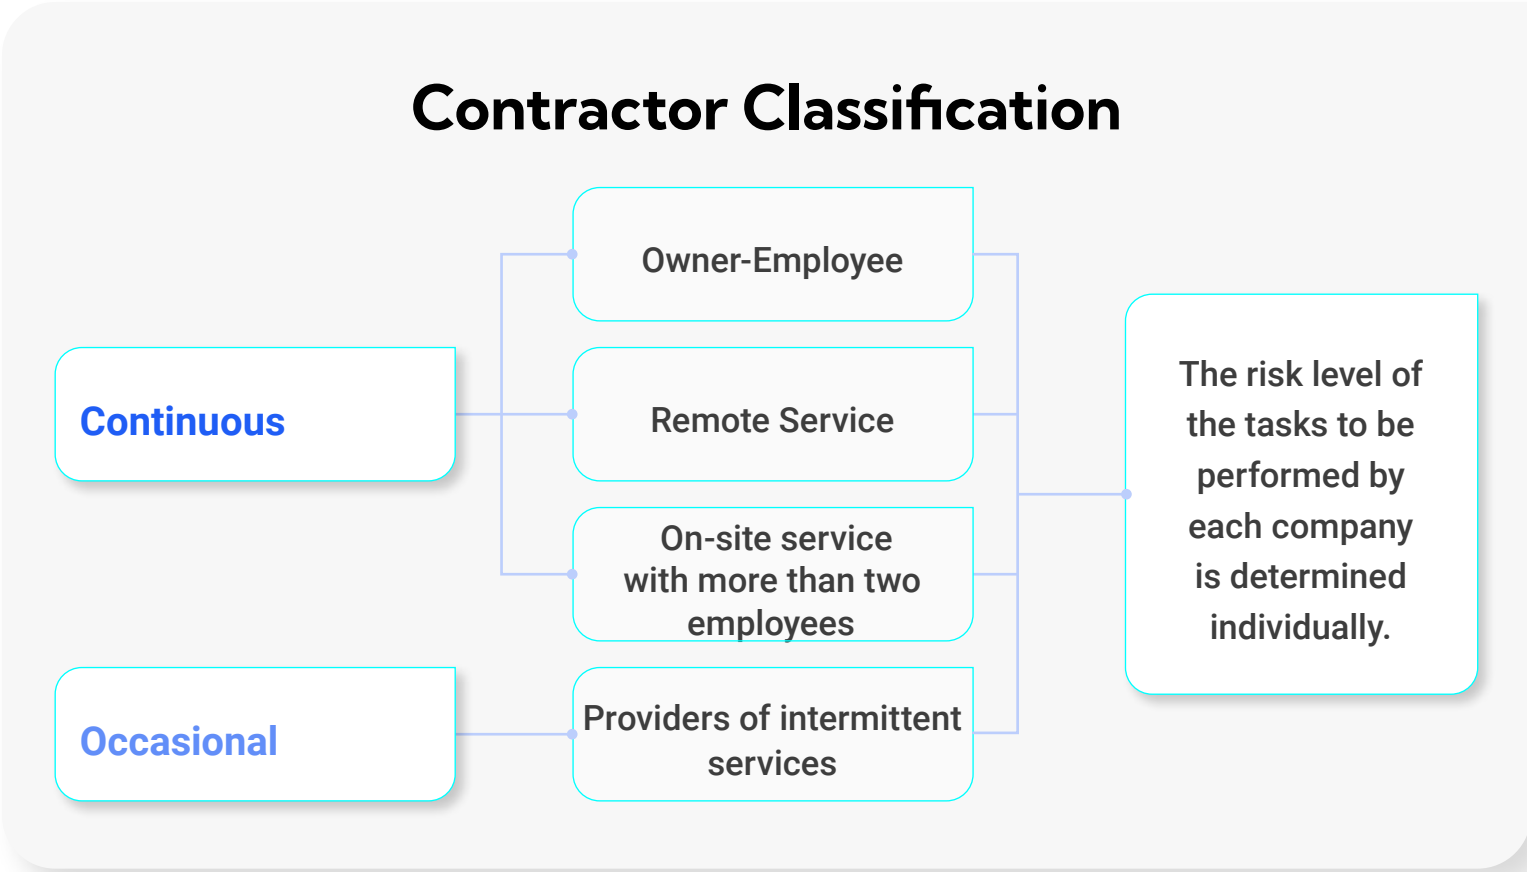 Contractor Classification
Owner-Employee
Continuous
Remote Service
On-site service
with more than two
employees
Occasional
Providers of intermittent
services
The risk level of
the tasks to be
performed by
each company
is determined
individually.